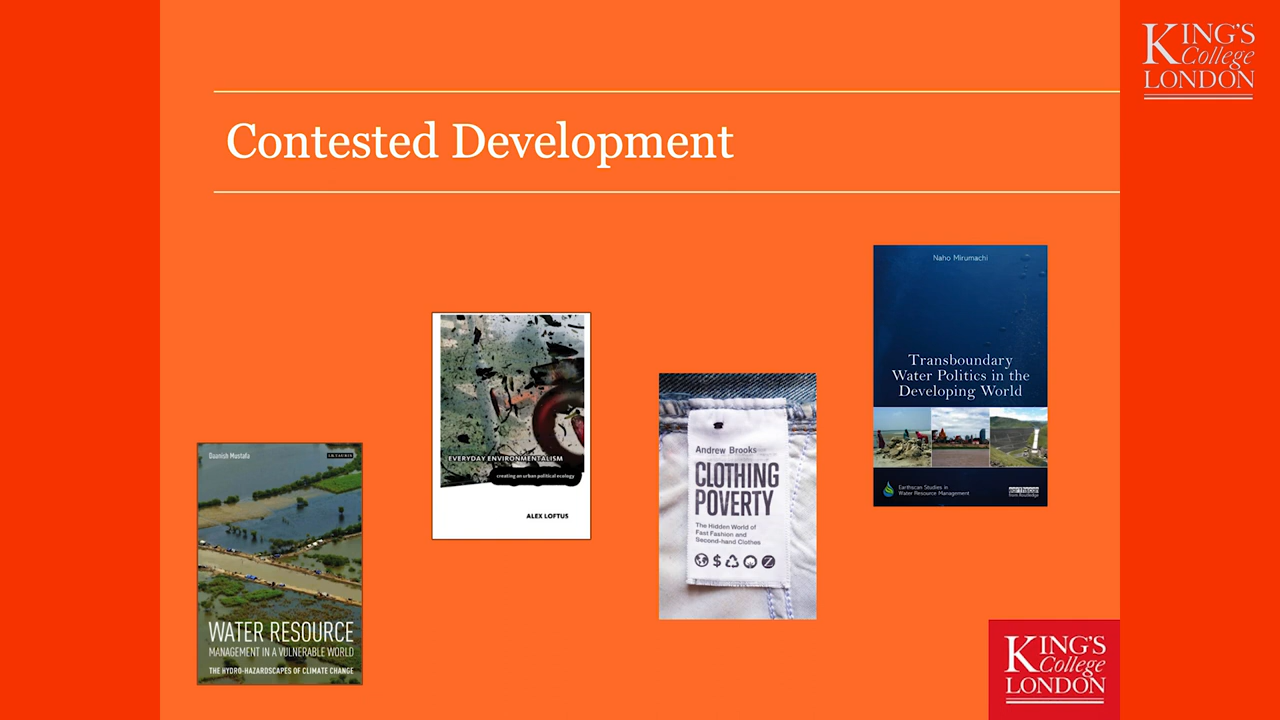 KING'S
College
LONDON
Contested Development
Naho Mirumachi
Transboundary
Water Politics in the
Developing World
Earthscan Studies in
Water Resource Management
earthscan
from Routledge
EVERYDAY ENVIRONMENTALISM
creating an urban political ecology
ALEX LOFTUS
Andrew Brooks
CLOTHING
POVERTY
The Hidden World of
Fast Fashion and
Second-hand Clothes
Daanish Mustafa
I.B.TAURIS
WATER RESOURCE
MANAGEMENT IN A VULNERABLE WORLD
THE HYDRO-HAZARDSCAPES OF CLIMATE CHANGE
KING'S
College
LONDON